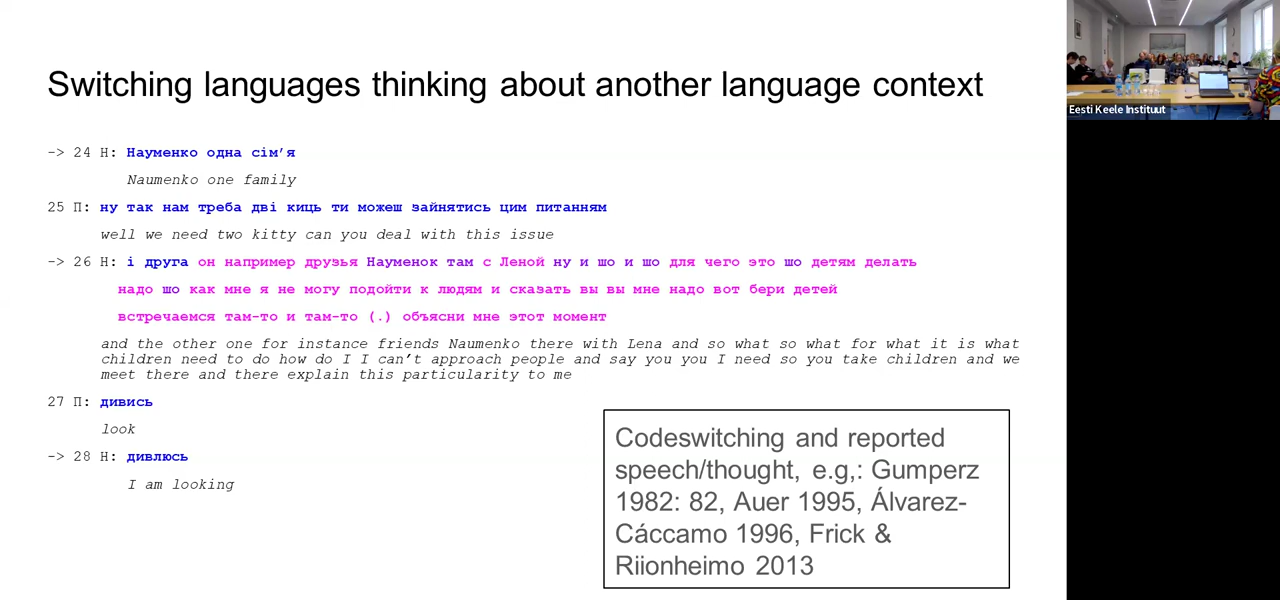 Eesti Keele Instituut
Switching languages thinking about another language context
-> 24 Н: Науменко одна сім’я
Naumenko one family
25 П: ну так нам треба дві киць ти можеш зайнятись цим питанням
well we need two kitty can you deal with this issue
-> 26 Н: і друга он например друзья Науменок там с Леной ну и шо и шо для чего это шо детям делать
надо шо как мне я не могу подойти к людям и сказать вы вы мне надо вот бери детей
встречаемся там-то и там-то (.) объясни мне этот момент
and the other one for instance friends Naumenko there with Lena and so what so what for what it is what
children need to do how do I I can’t approach people and say you you I need so you take children and we
meet there and there explain this particularity to me
27 П: дивись
look
-> 28 Н: дивлюсь
I am looking
Codeswitching and reported
speech/thought, e.g,: Gumperz
1982: 82, Auer 1995, Álvarez-
Cáccamo 1996, Frick &
Riionheimo 2013